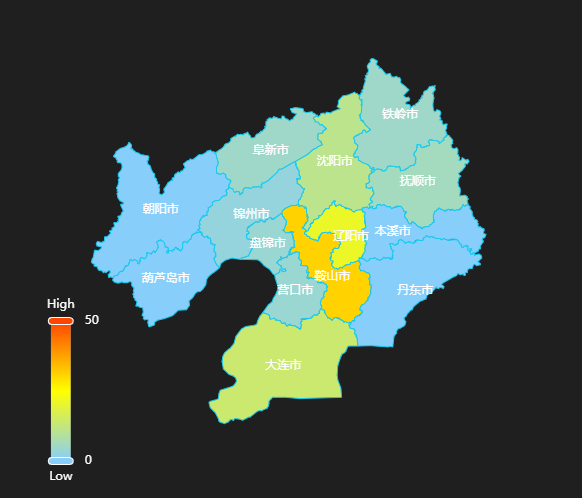 铁岭市
阜新市
沈阳市
抚顺市
朝阳市
锦州市
辽阳市
本溪市
盘锦市
葫芦岛市
鞍山市
营口市
丹东市
High
50
大连市
0
Low